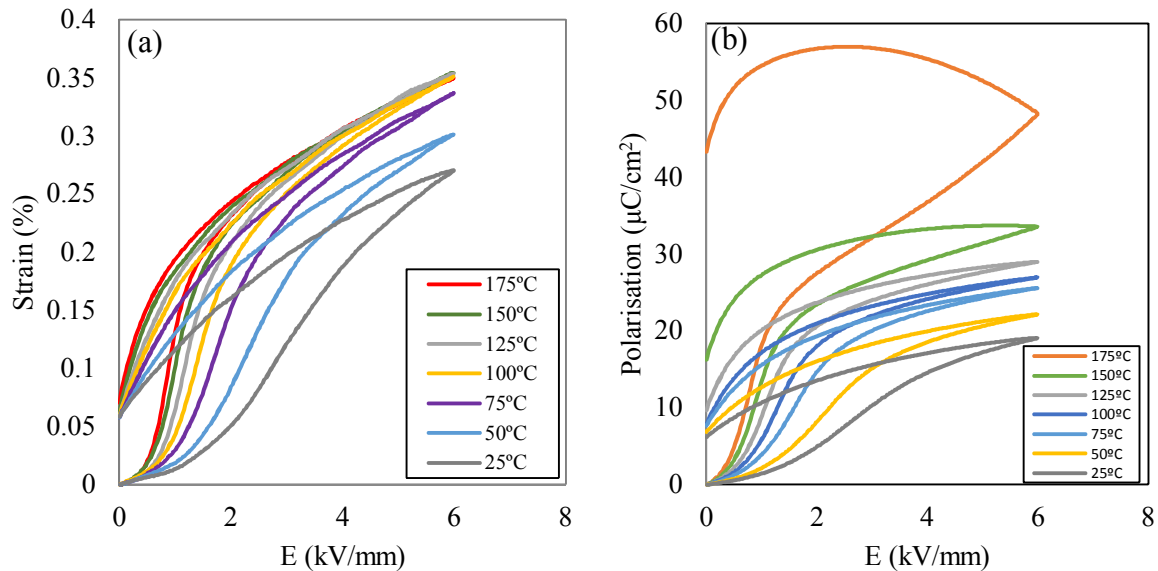 (a)
Strain (%)
0.4
0.35
0.3
0.25
0.2
0.15
0.1
0.05
0
0
2
4
6
8
E (kV/mm)
175ºC
150ºC
125ºC
100ºC
75ºC
50ºC
25ºC
(b)
Polarisation (µC/cm²)
60
50
40
30
20
10
0
0
2
4
6
8
E (kV/mm)
175ºC
150ºC
125ºC
100ºC
75ºC
50ºC
25ºC